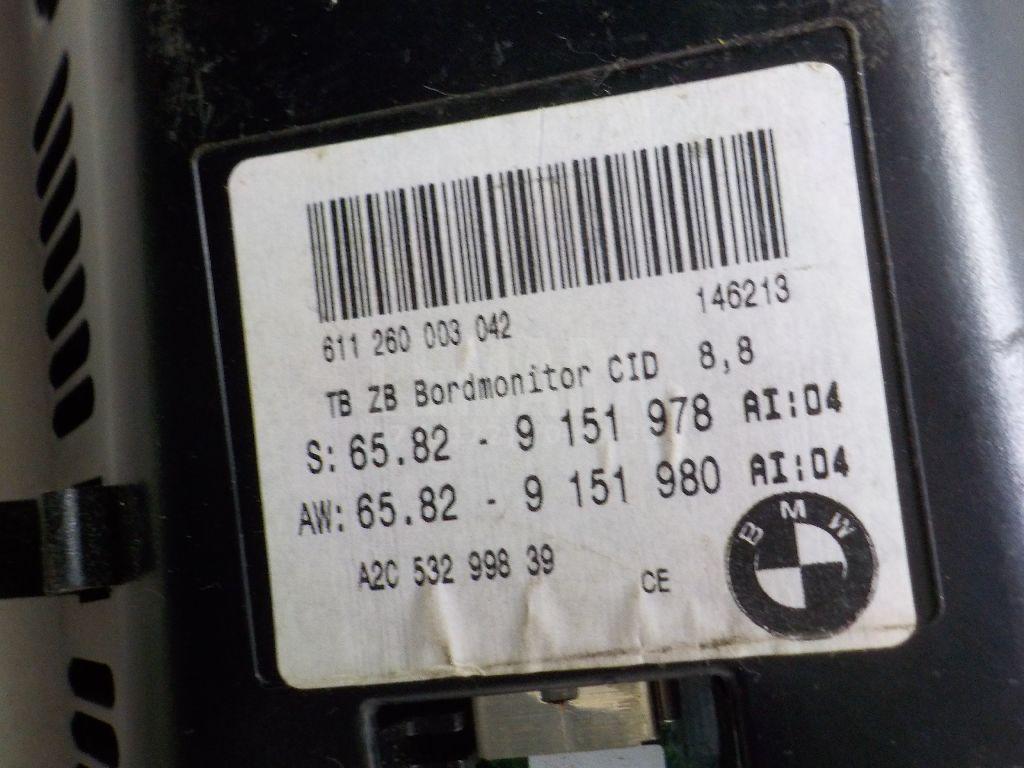 611 260 003 042 146213
TB ZB Bordmonitor CID 8,8
S: 65.82 - 9 151 978 AI:04
AW: 65.82 - 9 151 980 AI:04
A2C 532 998 39 CE
BMW